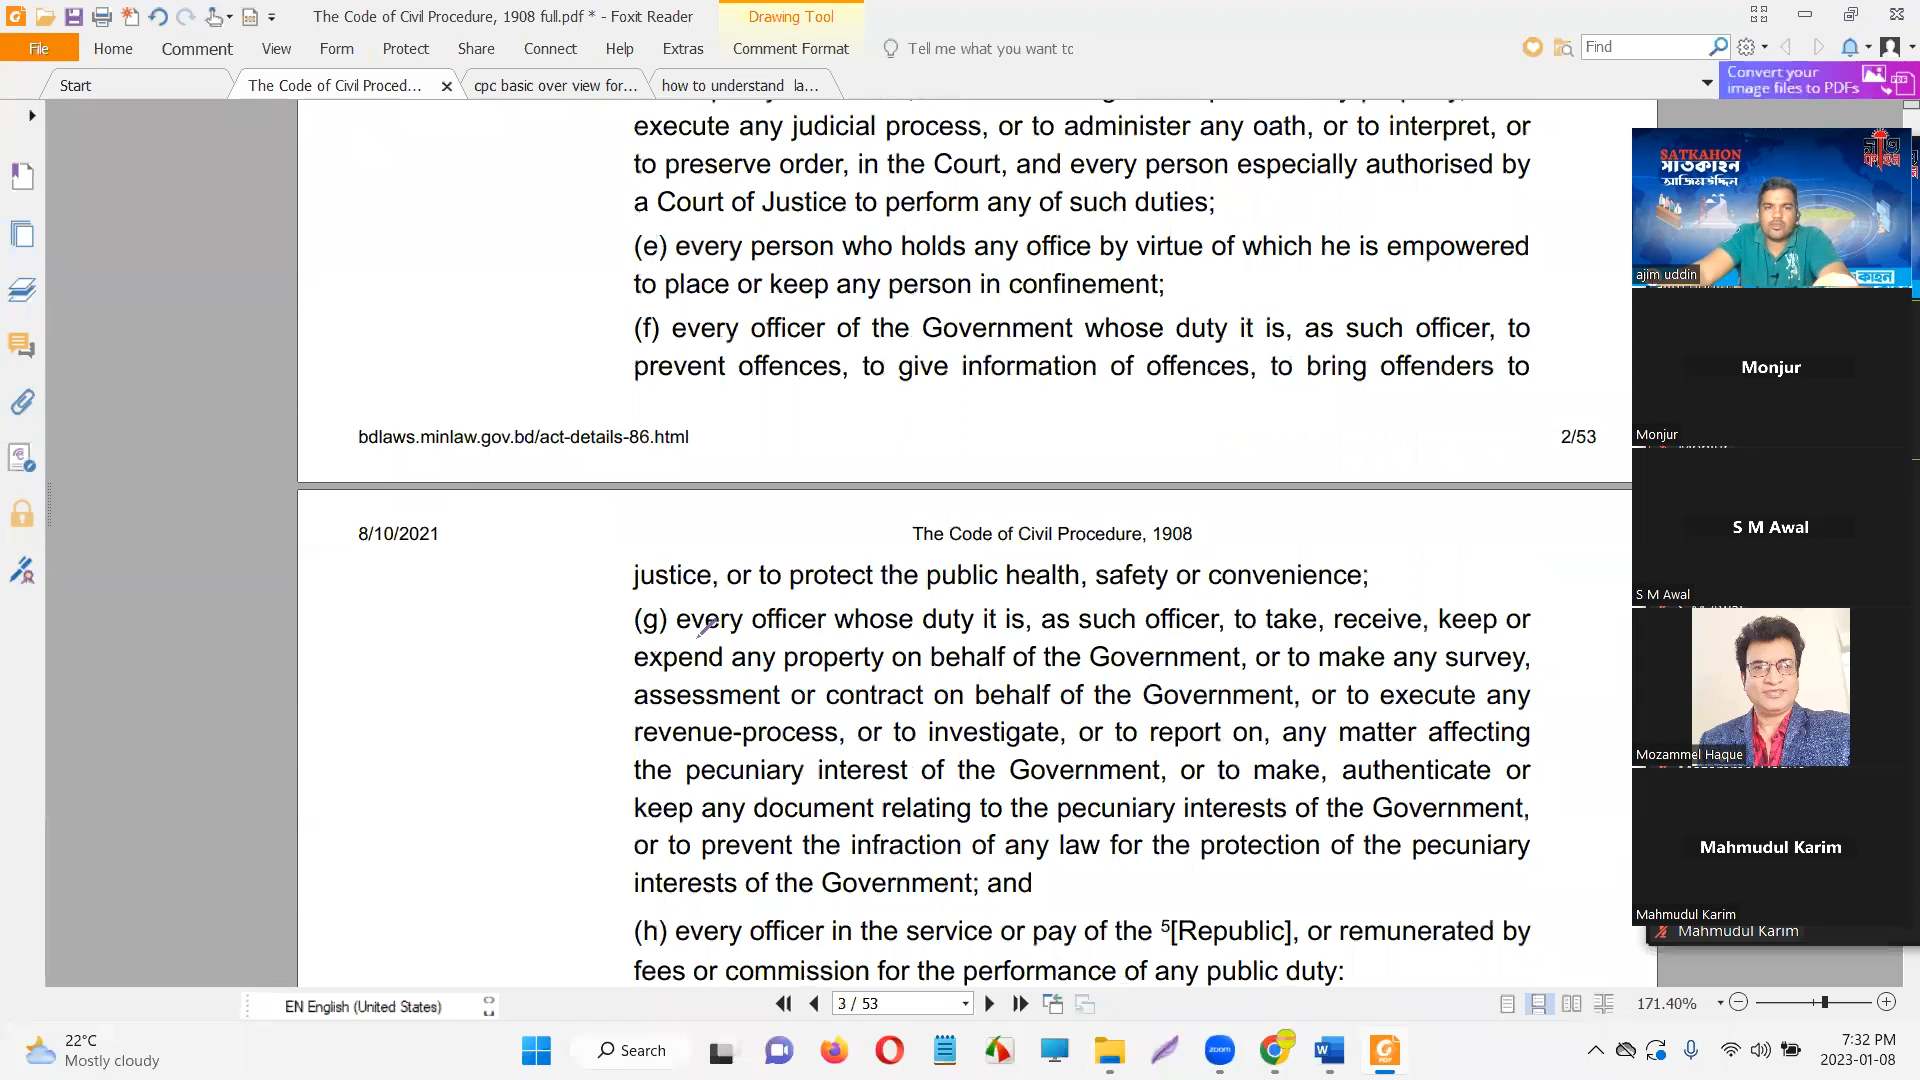 The Code of Civil Procedure, 1908 full.pdf * - Foxit Reader
Drawing Tool
File
Home
Comment
View
Form
Protect
Share
Connect
Help
Extras
Comment Format
Tell me what you want to
Find
Start
The Code of Civil Proced...
cpc basic over view for...
how to understand la...
Convert your
image files to PDFs
execute any judicial process, or to administer any oath, or to interpret, or
to preserve order, in the Court, and every person especially authorised by
a Court of Justice to perform any of such duties;
(e) every person who holds any office by virtue of which he is empowered
to place or keep any person in confinement;
(f) every officer of the Government whose duty it is, as such officer, to
prevent offences, to give information of offences, to bring offenders to
bdlaws.minlaw.gov.bd/act-details-86.html
2/53
8/10/2021
The Code of Civil Procedure, 1908
justice, or to protect the public health, safety or convenience;
(g) every officer whose duty it is, as such officer, to take, receive, keep or
expend any property on behalf of the Government, or to make any survey,
assessment or contract on behalf of the Government, or to execute any
revenue-process, or to investigate, or to report on, any matter affecting
the pecuniary interest of the Government, or to make, authenticate or
keep any document relating to the pecuniary interests of the Government,
or to prevent the infraction of any law for the protection of the pecuniary
interests of the Government; and
(h) every officer in the service or pay of the 5[Republic], or remunerated by
fees or commission for the performance of any public duty:
SATKAHON
সাতকাহন
আজিমউদ্দিন
ajim uddin
Monjur
Monjur
S M Awal
S M Awal
Mozammel Haque
Mahmudul Karim
Mahmudul Karim
Mahmudul Karim
EN English (United States)
3 / 53
171.40%
22°C
Mostly cloudy
Search
zoom
7:32 PM
2023-01-08